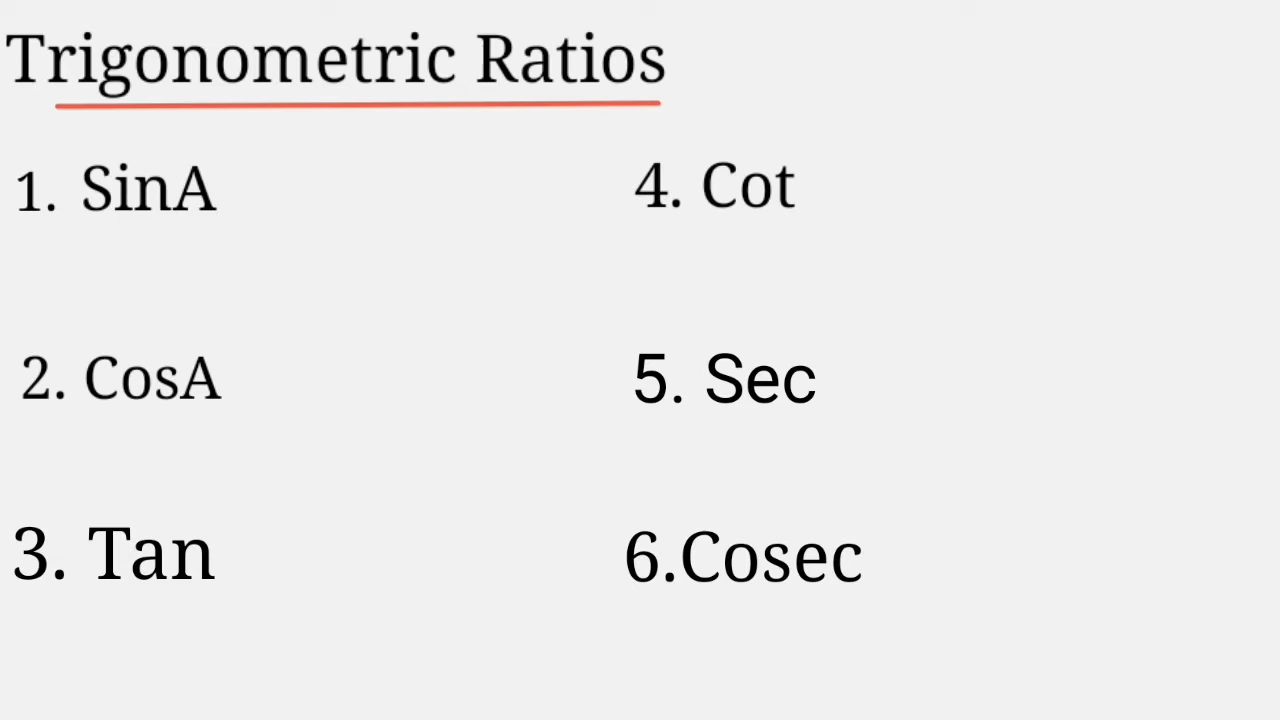 Trigonometric Ratios
1. SinA
2. CosA
3. Tan
4. Cot
5. Sec
6.Cosec